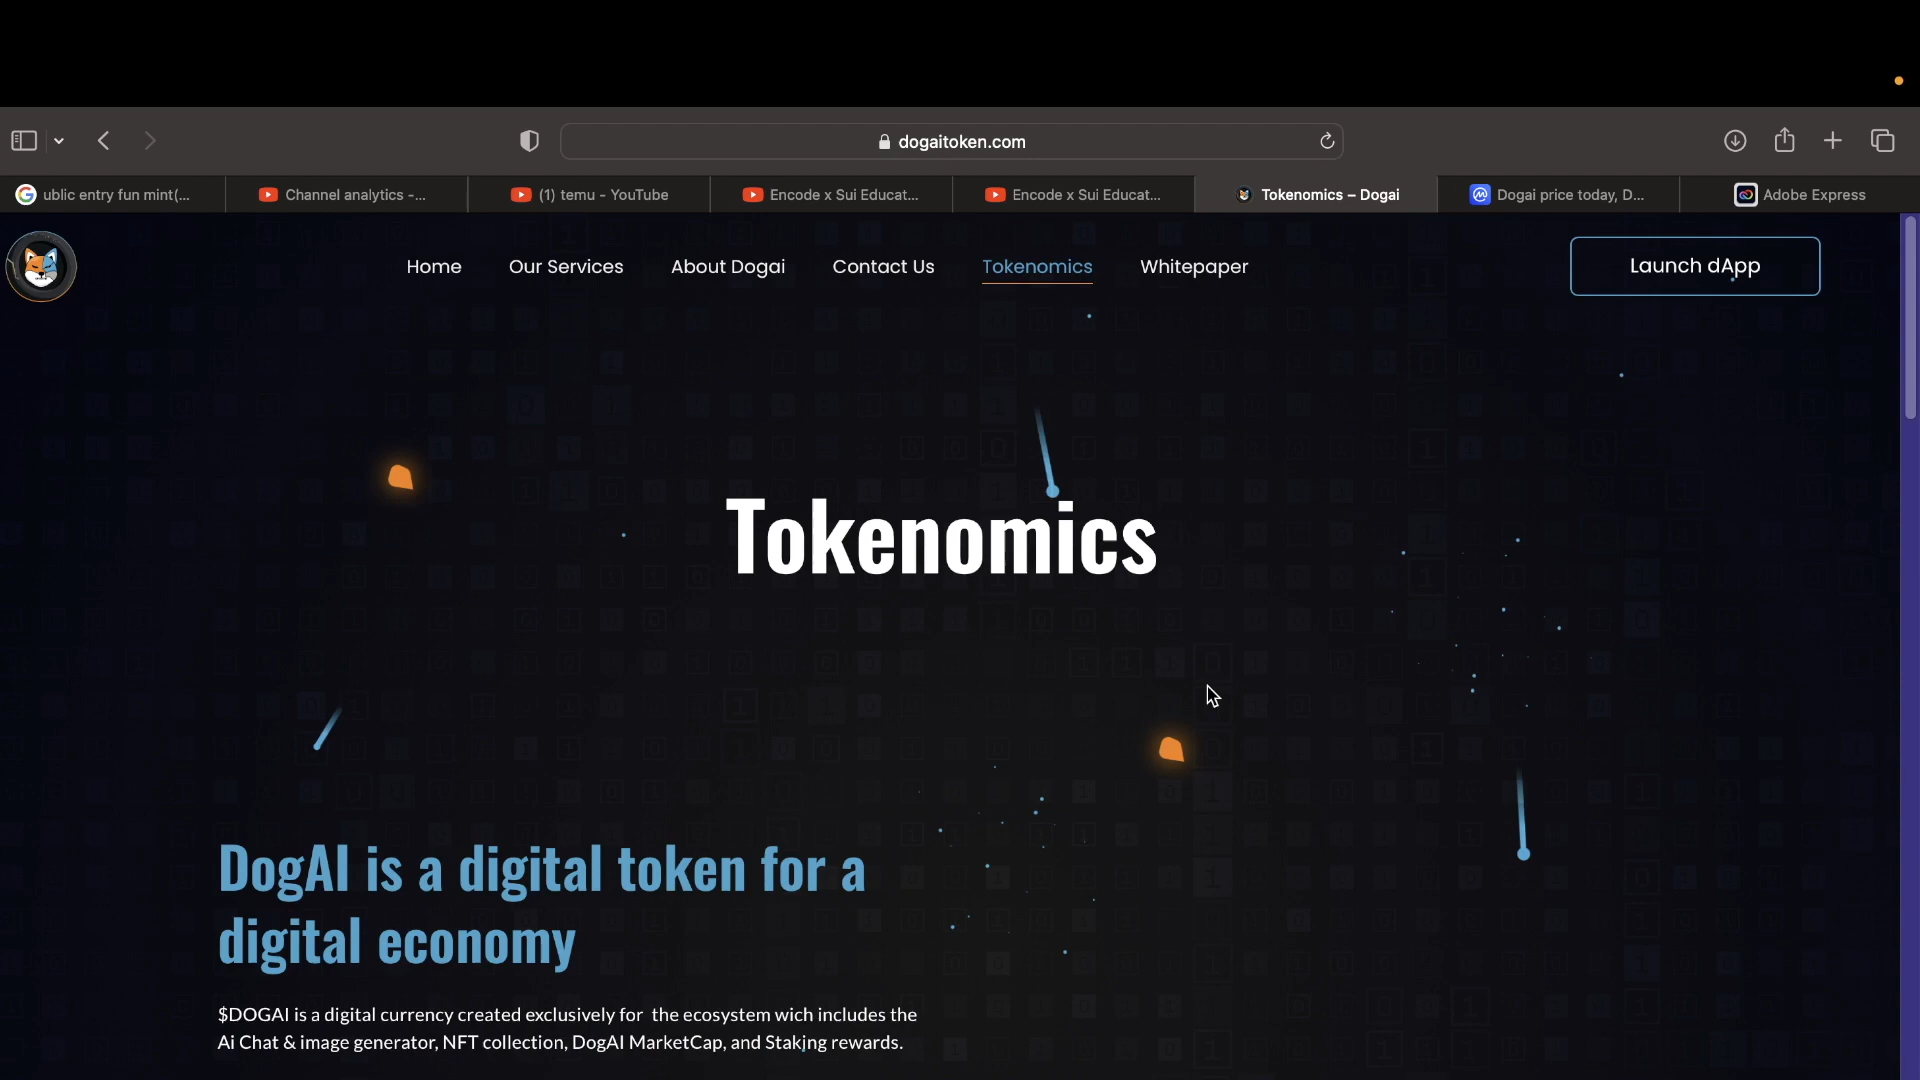 dogaitoken.com
ublic entry fun mint(...
Channel analytics -...
(1) temu - YouTube
Encode x Sui Educat...
Encode x Sui Educat...
Tokenomics – Dogai
Dogai price today, D...
Adobe Express
Home
Our Services
About Dogai
Contact Us
Tokenomics
Whitepaper
Launch dApp
Tokenomics
DogAI is a digital token for a
digital economy
$DOGAI is a digital currency created exclusively for the ecosystem wich includes the
Ai Chat & image generator, NFT collection, DogAI MarketCap, and Staking rewards.